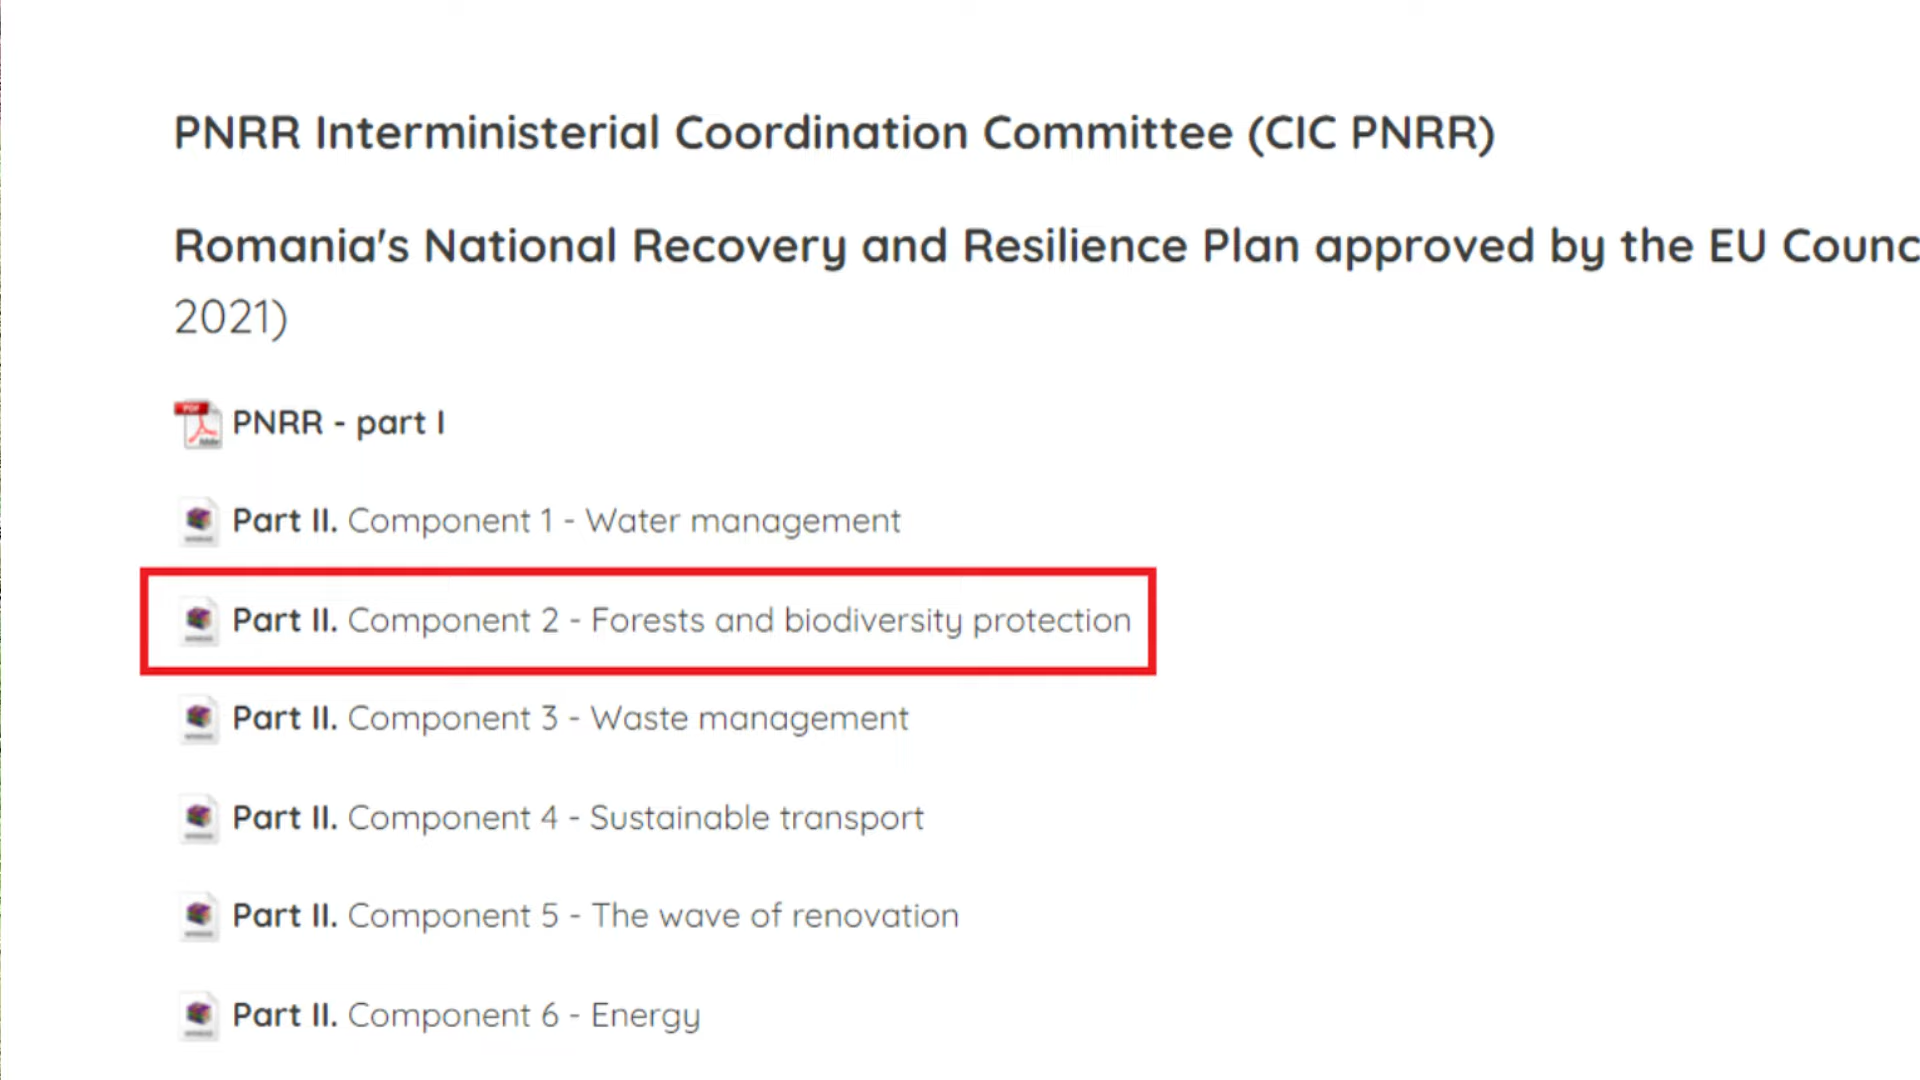 PNRR Interministerial Coordination Committee (CIC PNRR)
Romania's National Recovery and Resilience Plan approved by the EU Counc
2021)
PDF
PNRR - part I
Part II. Component 1 - Water management
Part II. Component 2 - Forests and biodiversity protection
Part II. Component 3 - Waste management
Part II. Component 4 - Sustainable transport
Part II. Component 5 - The wave of renovation
Part II. Component 6 - Energy